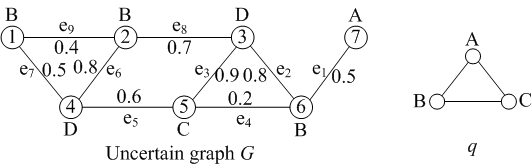 B e₉ B e₈ D A
1 0.4 2 0.7 3 7 A
e₇ 0.5 0.8 e₆ e₃ 0.9 0.8 e₂ e₁ 0.5
4 0.6 5 0.2 6 B C
D e₅ C e₄ B q
Uncertain graph G